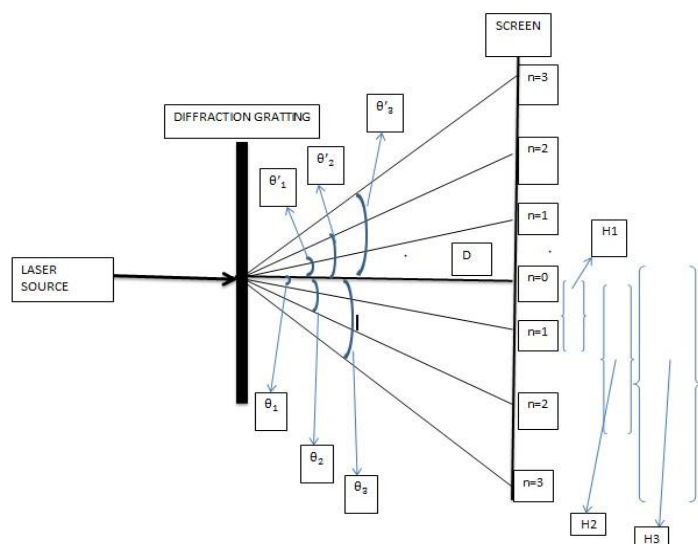 SCREEN
n=3
DIFFRACTION GRATTING
θ'₃
θ'₂
n=2
θ'₁
n=1
H1
D
LASER
SOURCE
n=0
n=1
θ₁
n=2
θ₂
θ₃
n=3
H2
H3